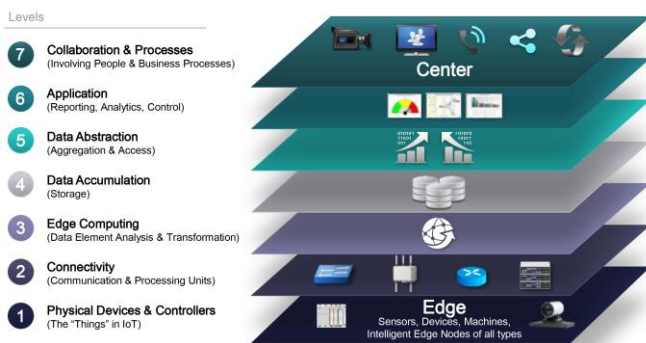 Levels
7
Collaboration & Processes
(Involving People & Business Processes)
6
Application
(Reporting, Analytics, Control)
5
Data Abstraction
(Aggregation & Access)
4
Data Accumulation
(Storage)
3
Edge Computing
(Data Element Analysis & Transformation)
2
Connectivity
(Communication & Processing Units)
1
Physical Devices & Controllers
(The “Things” in IoT)
Center
Edge
Sensors, Devices, Machines,
Intelligent Edge Nodes of all types